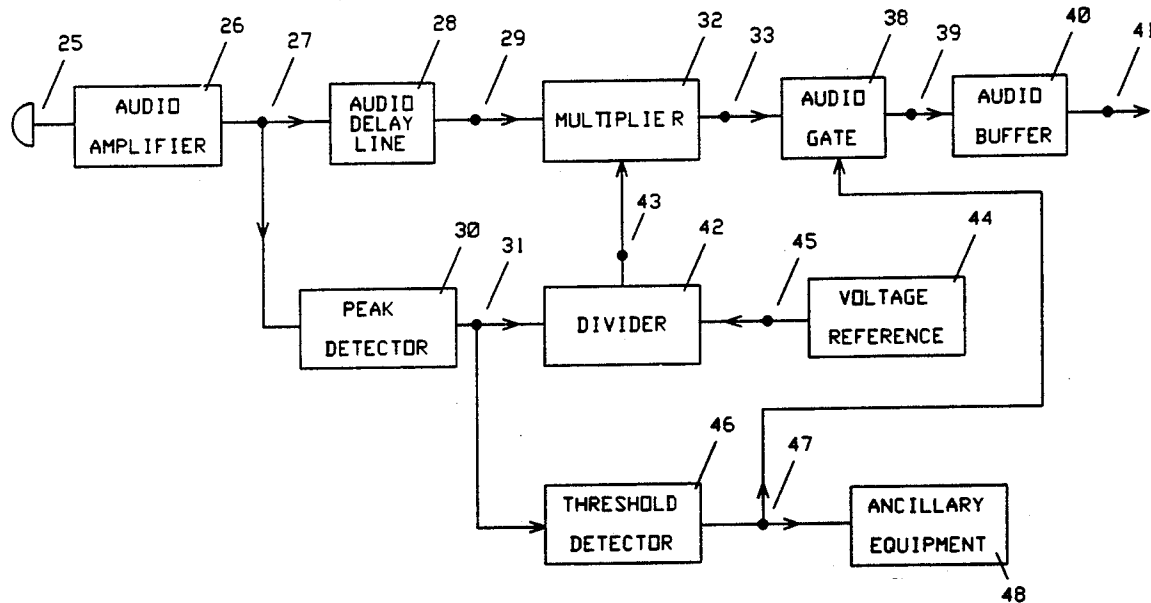 25
26
27
28
29
32
33
38
39
40
41
AUDIO
AMPLIFIER
AUDIO
DELAY
LINE
MULTIPLIER
AUDIO
GATE
AUDIO
BUFFER
30
31
43
42
45
44
PEAK
DETECTOR
DIVIDER
VOLTAGE
REFERENCE
46
47
THRESHOLD
DETECTOR
ANCILLARY
EQUIPMENT
48